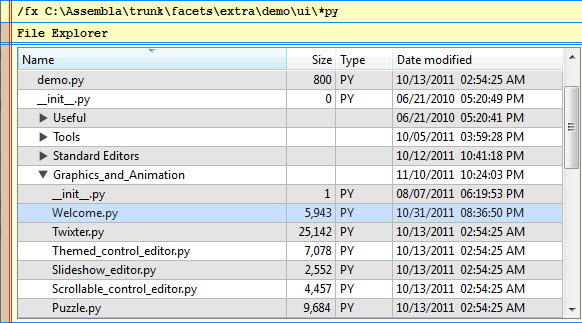 /fx C:\Assembla\trunk\facets\extra\demo\ui\*py
File Explorer
Name Size Type Date modified
demo.py 800 PY 10/13/2011 02:54:25 AM
__init__.py 0 PY 06/21/2010 05:20:49 PM
Useful 06/21/2010 05:20:41 PM
Tools 10/05/2011 03:59:28 PM
Standard Editors 10/12/2011 10:41:18 PM
Graphics_and_Animation 11/10/2011 10:24:03 PM
__init__.py 1 PY 08/07/2011 06:19:53 PM
Welcome.py 5,943 PY 10/31/2011 08:36:50 PM
Twixter.py 25,142 PY 10/13/2011 02:54:25 AM
Themed_control_editor.py 7,078 PY 10/13/2011 02:54:25 AM
Slideshow_editor.py 2,552 PY 10/13/2011 02:54:25 AM
Scrollable_control_editor.py 4,457 PY 10/13/2011 02:54:25 AM
Puzzle.py 9,684 PY 10/13/2011 02:54:25 AM